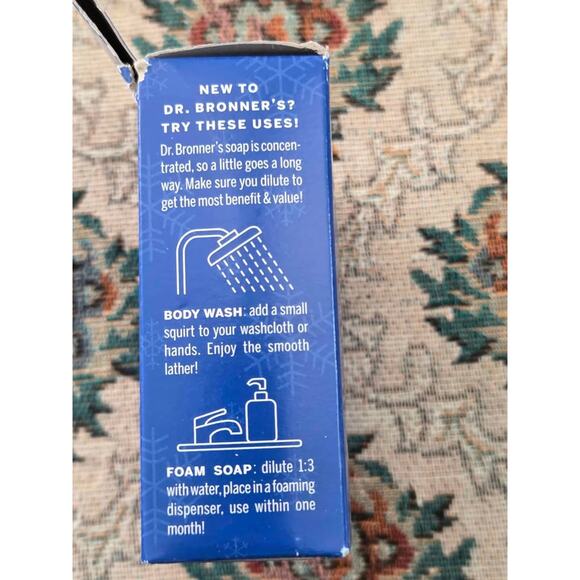 NEW TO
DR. BRONNER'S?
TRY THESE USES!
Dr. Bronner's soap is concen-
trated, so a little goes a long
way. Make sure you dilute to
get the most benefit & value!
BODY WASH: add a small
squirt to your washcloth or
hands. Enjoy the smooth
lather!
FOAM SOAP: dilute 1:3
with water, place in a foaming
dispenser, use within one
month!